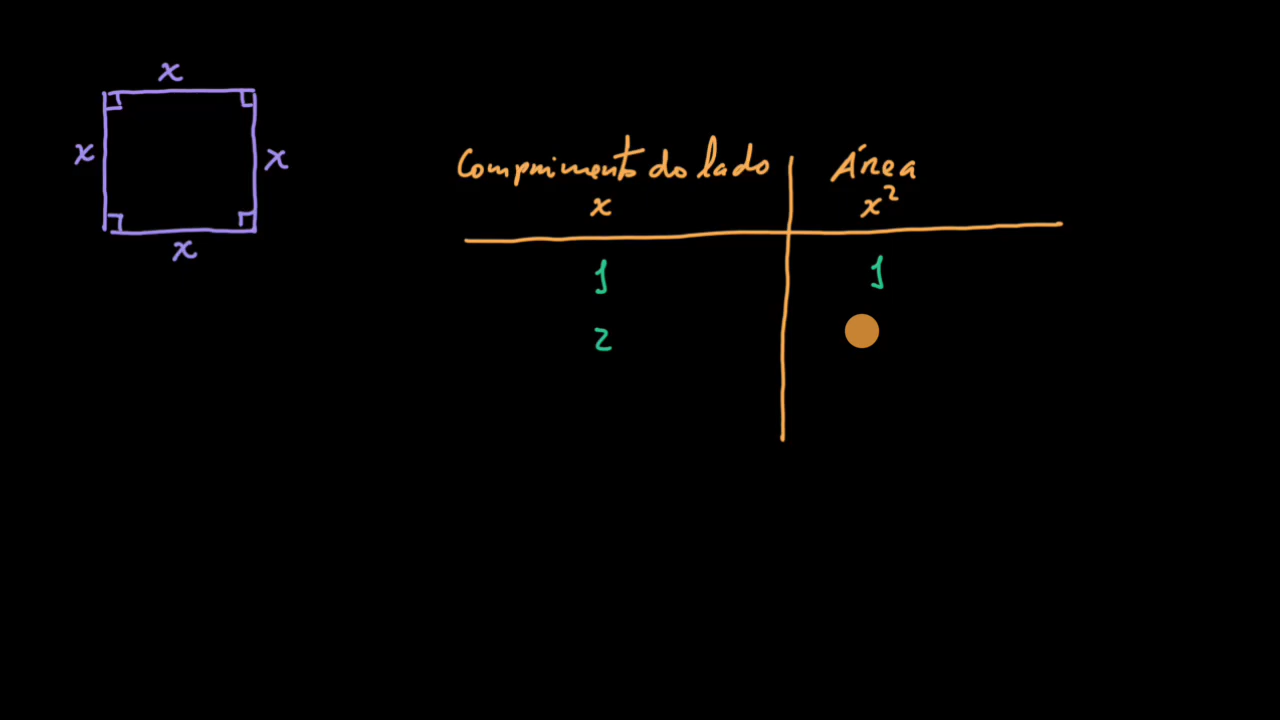 x
x x
x
Comprimento do lado Área
x x²
1 1
2